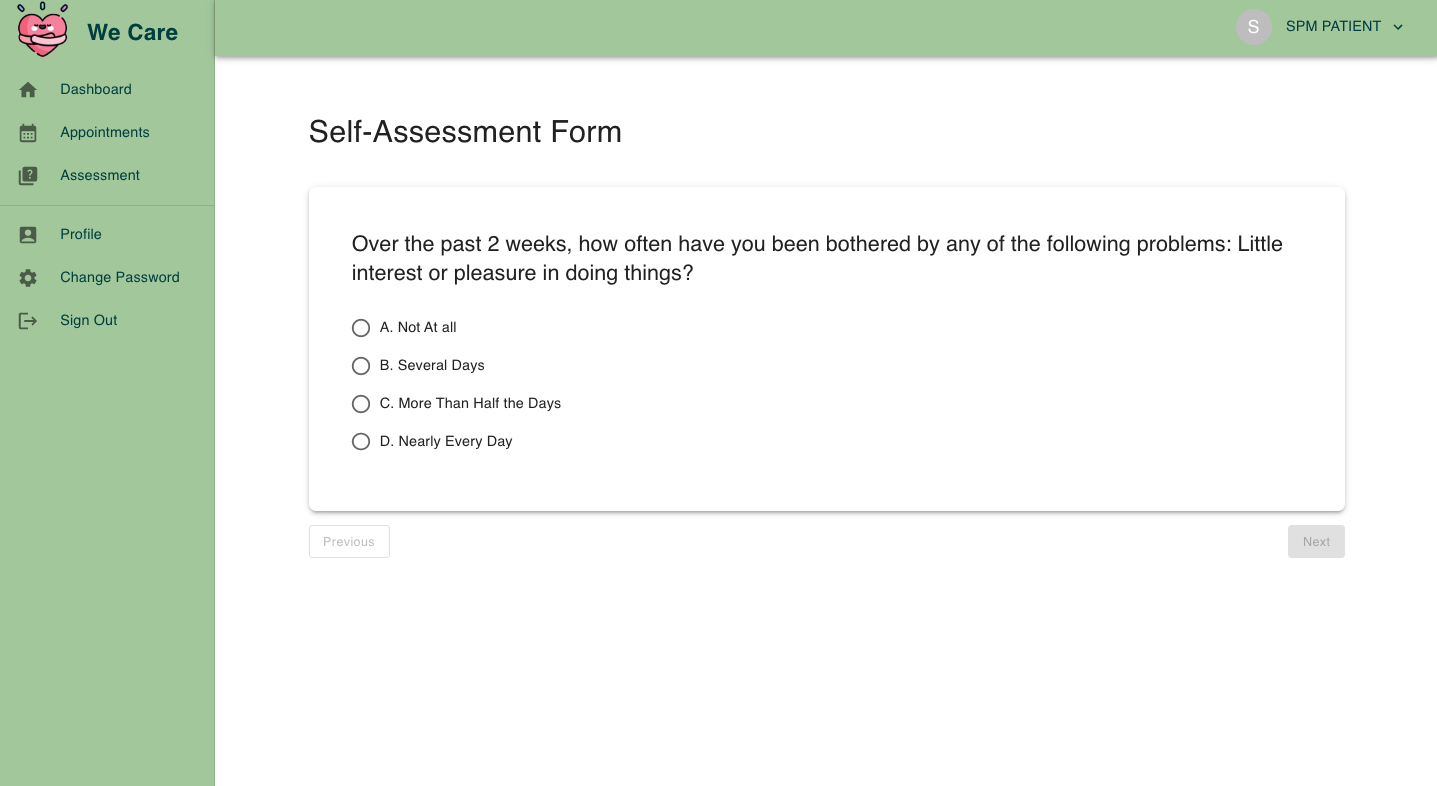 We Care
S
SPM PATIENT
Dashboard
Appointments
Assessment
Profile
Change Password
Sign Out
Self-Assessment Form
Over the past 2 weeks, how often have you been bothered by any of the following problems: Little
interest or pleasure in doing things?
A. Not At all
B. Several Days
C. More Than Half the Days
D. Nearly Every Day
Previous
Next